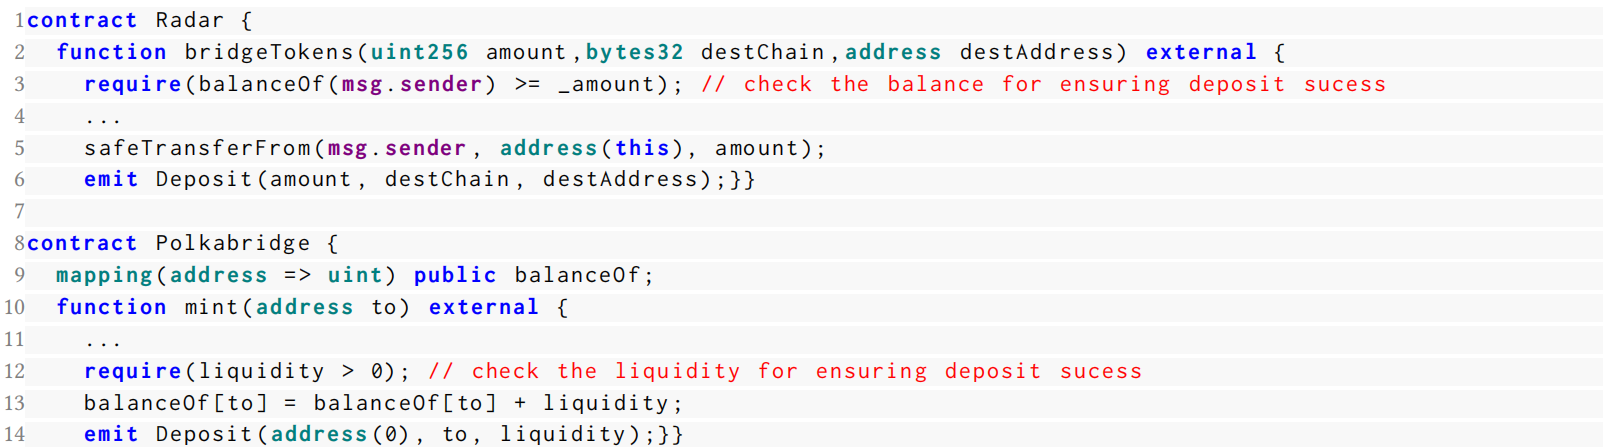 1contract Radar {
2  function bridgeTokens(uint256 amount,bytes32 destChain,address destAddress) external {
3    require(balanceOf(msg.sender) >= _amount); // check the balance for ensuring deposit sucess
4    ...
5    safeTransferFrom(msg.sender, address(this), amount);
6    emit Deposit(amount, destChain, destAddress);}}
7
8contract Polkabridge {
9  mapping(address => uint) public balanceOf;
10  function mint(address to) external {
11    ...
12    require(liquidity > 0); // check the liquidity for ensuring deposit sucess
13    balanceOf[to] = balanceOf[to] + liquidity;
14    emit Deposit(address(0), to, liquidity);}}